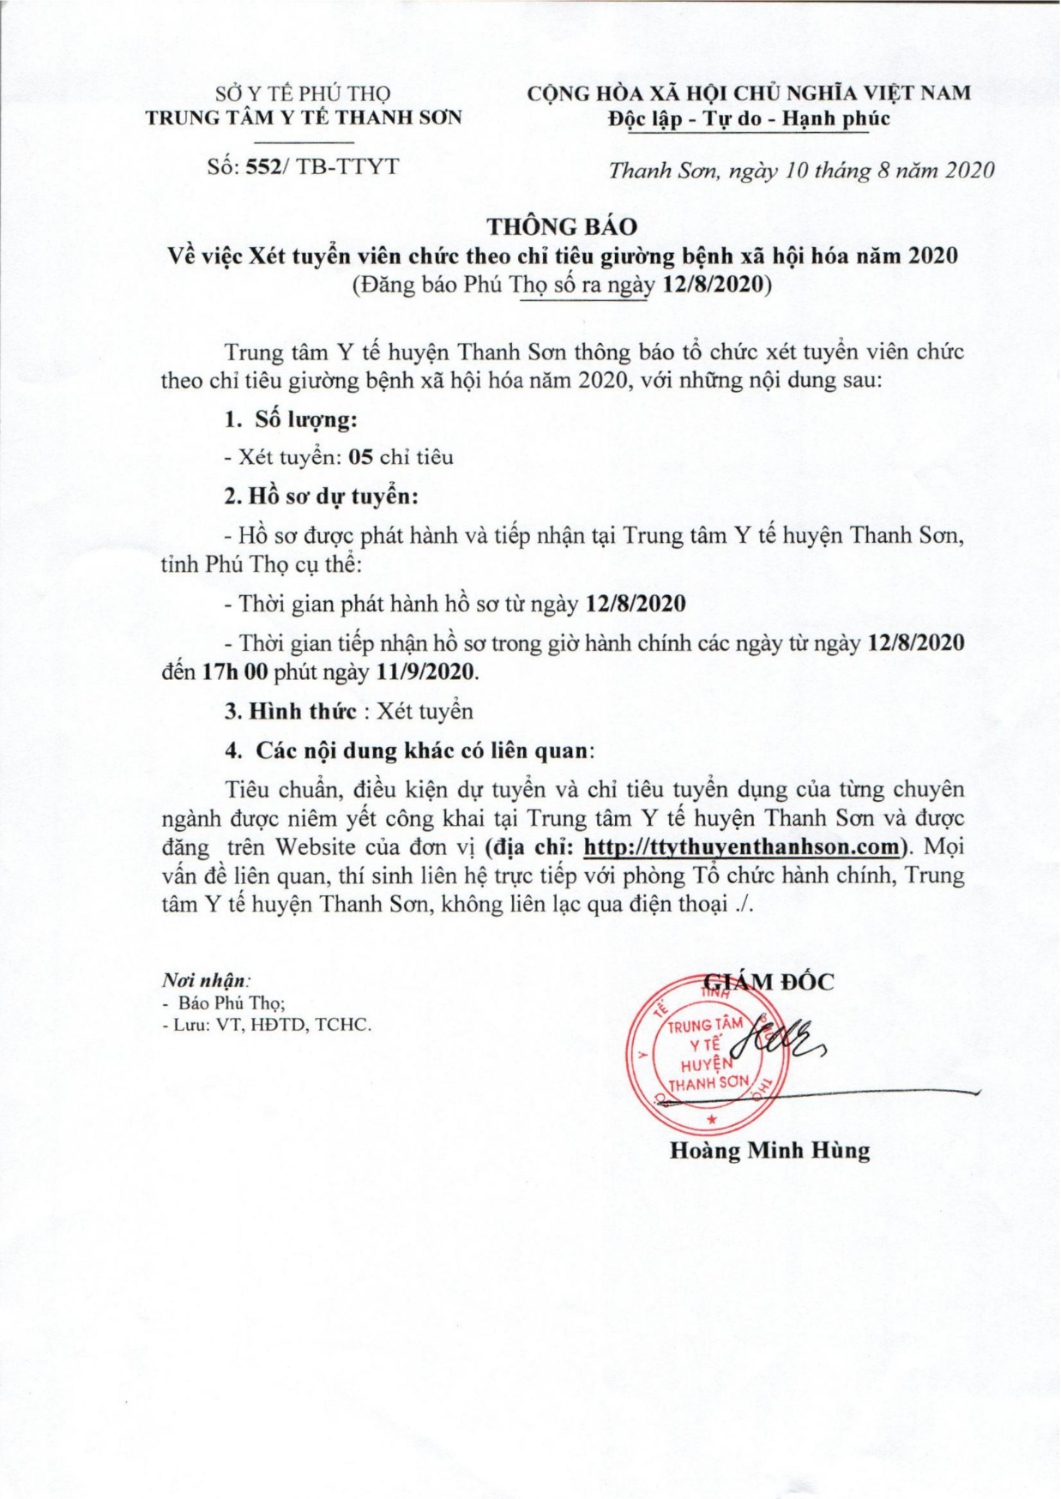 SỞ Y TẾ PHÚ THỌ
TRUNG TÂM Y TẾ THANH SƠN
Số: 552/ TB-TTYT
CỘNG HÒA XÃ HỘI CHỦ NGHĨA VIỆT NAM
Độc lập - Tự do - Hạnh phúc
Thanh Sơn, ngày 10 tháng 8 năm 2020
THÔNG BÁO
Về việc Xét tuyển viên chức theo chỉ tiêu giường bệnh xã hội hóa năm 2020
(Đăng báo Phú Thọ số ra ngày 12/8/2020)
Trung tâm Y tế huyện Thanh Sơn thông báo tổ chức xét tuyển viên chức
theo chỉ tiêu giường bệnh xã hội hóa năm 2020, với những nội dung sau:
1. Số lượng:
- Xét tuyển: 05 chỉ tiêu
2. Hồ sơ dự tuyển:
- Hồ sơ được phát hành và tiếp nhận tại Trung tâm Y tế huyện Thanh Sơn,
tỉnh Phú Thọ cụ thể:
- Thời gian phát hành hồ sơ từ ngày 12/8/2020
- Thời gian tiếp nhận hồ sơ trong giờ hành chính các ngày từ ngày 12/8/2020
đến 17h 00 phút ngày 11/9/2020.
3. Hình thức : Xét tuyển
4. Các nội dung khác có liên quan:
Tiêu chuẩn, điều kiện dự tuyển và chỉ tiêu tuyển dụng của từng chuyên
ngành được niêm yết công khai tại Trung tâm Y tế huyện Thanh Sơn và được
đăng trên Website của đơn vị (địa chỉ: http://ttythuyenthanhson.com). Mọi
vấn đề liên quan, thí sinh liên hệ trực tiếp với phòng Tổ chức hành chính, Trung
tâm Y tế huyện Thanh Sơn, không liên lạc qua điện thoại ./.
Nơi nhận:
- Báo Phú Thọ;
- Lưu: VT, HĐTD, TCHC.
GIÁM ĐỐC
SỞ Y TẾ TỈNH PHÚ THỌ
TRUNG TÂM
Y TẾ
HUYỆN
THANH SƠN
Hoàng Minh Hùng